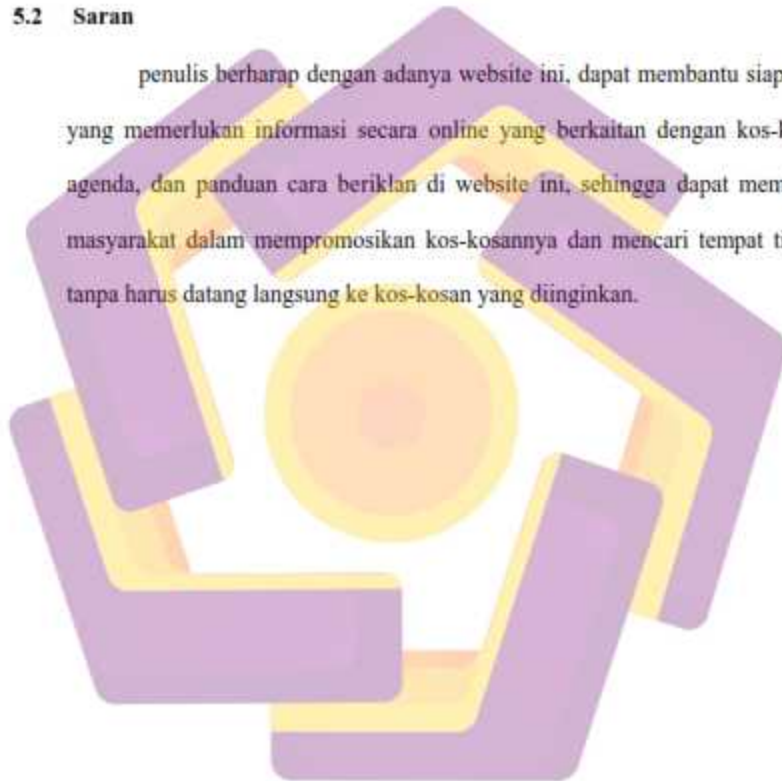 5.2 Saran
penulis berharap dengan adanya website ini, dapat membantu siap
yang memerlukan informasi secara online yang berkaitan dengan kos-
agenda, dan panduan cara beriklan di website ini, sehingga dapat mem
masyarakat dalam mempromosikan kos-kosannya dan mencari tempat ti
tanpa harus datang langsung ke kos-kosan yang diinginkan.